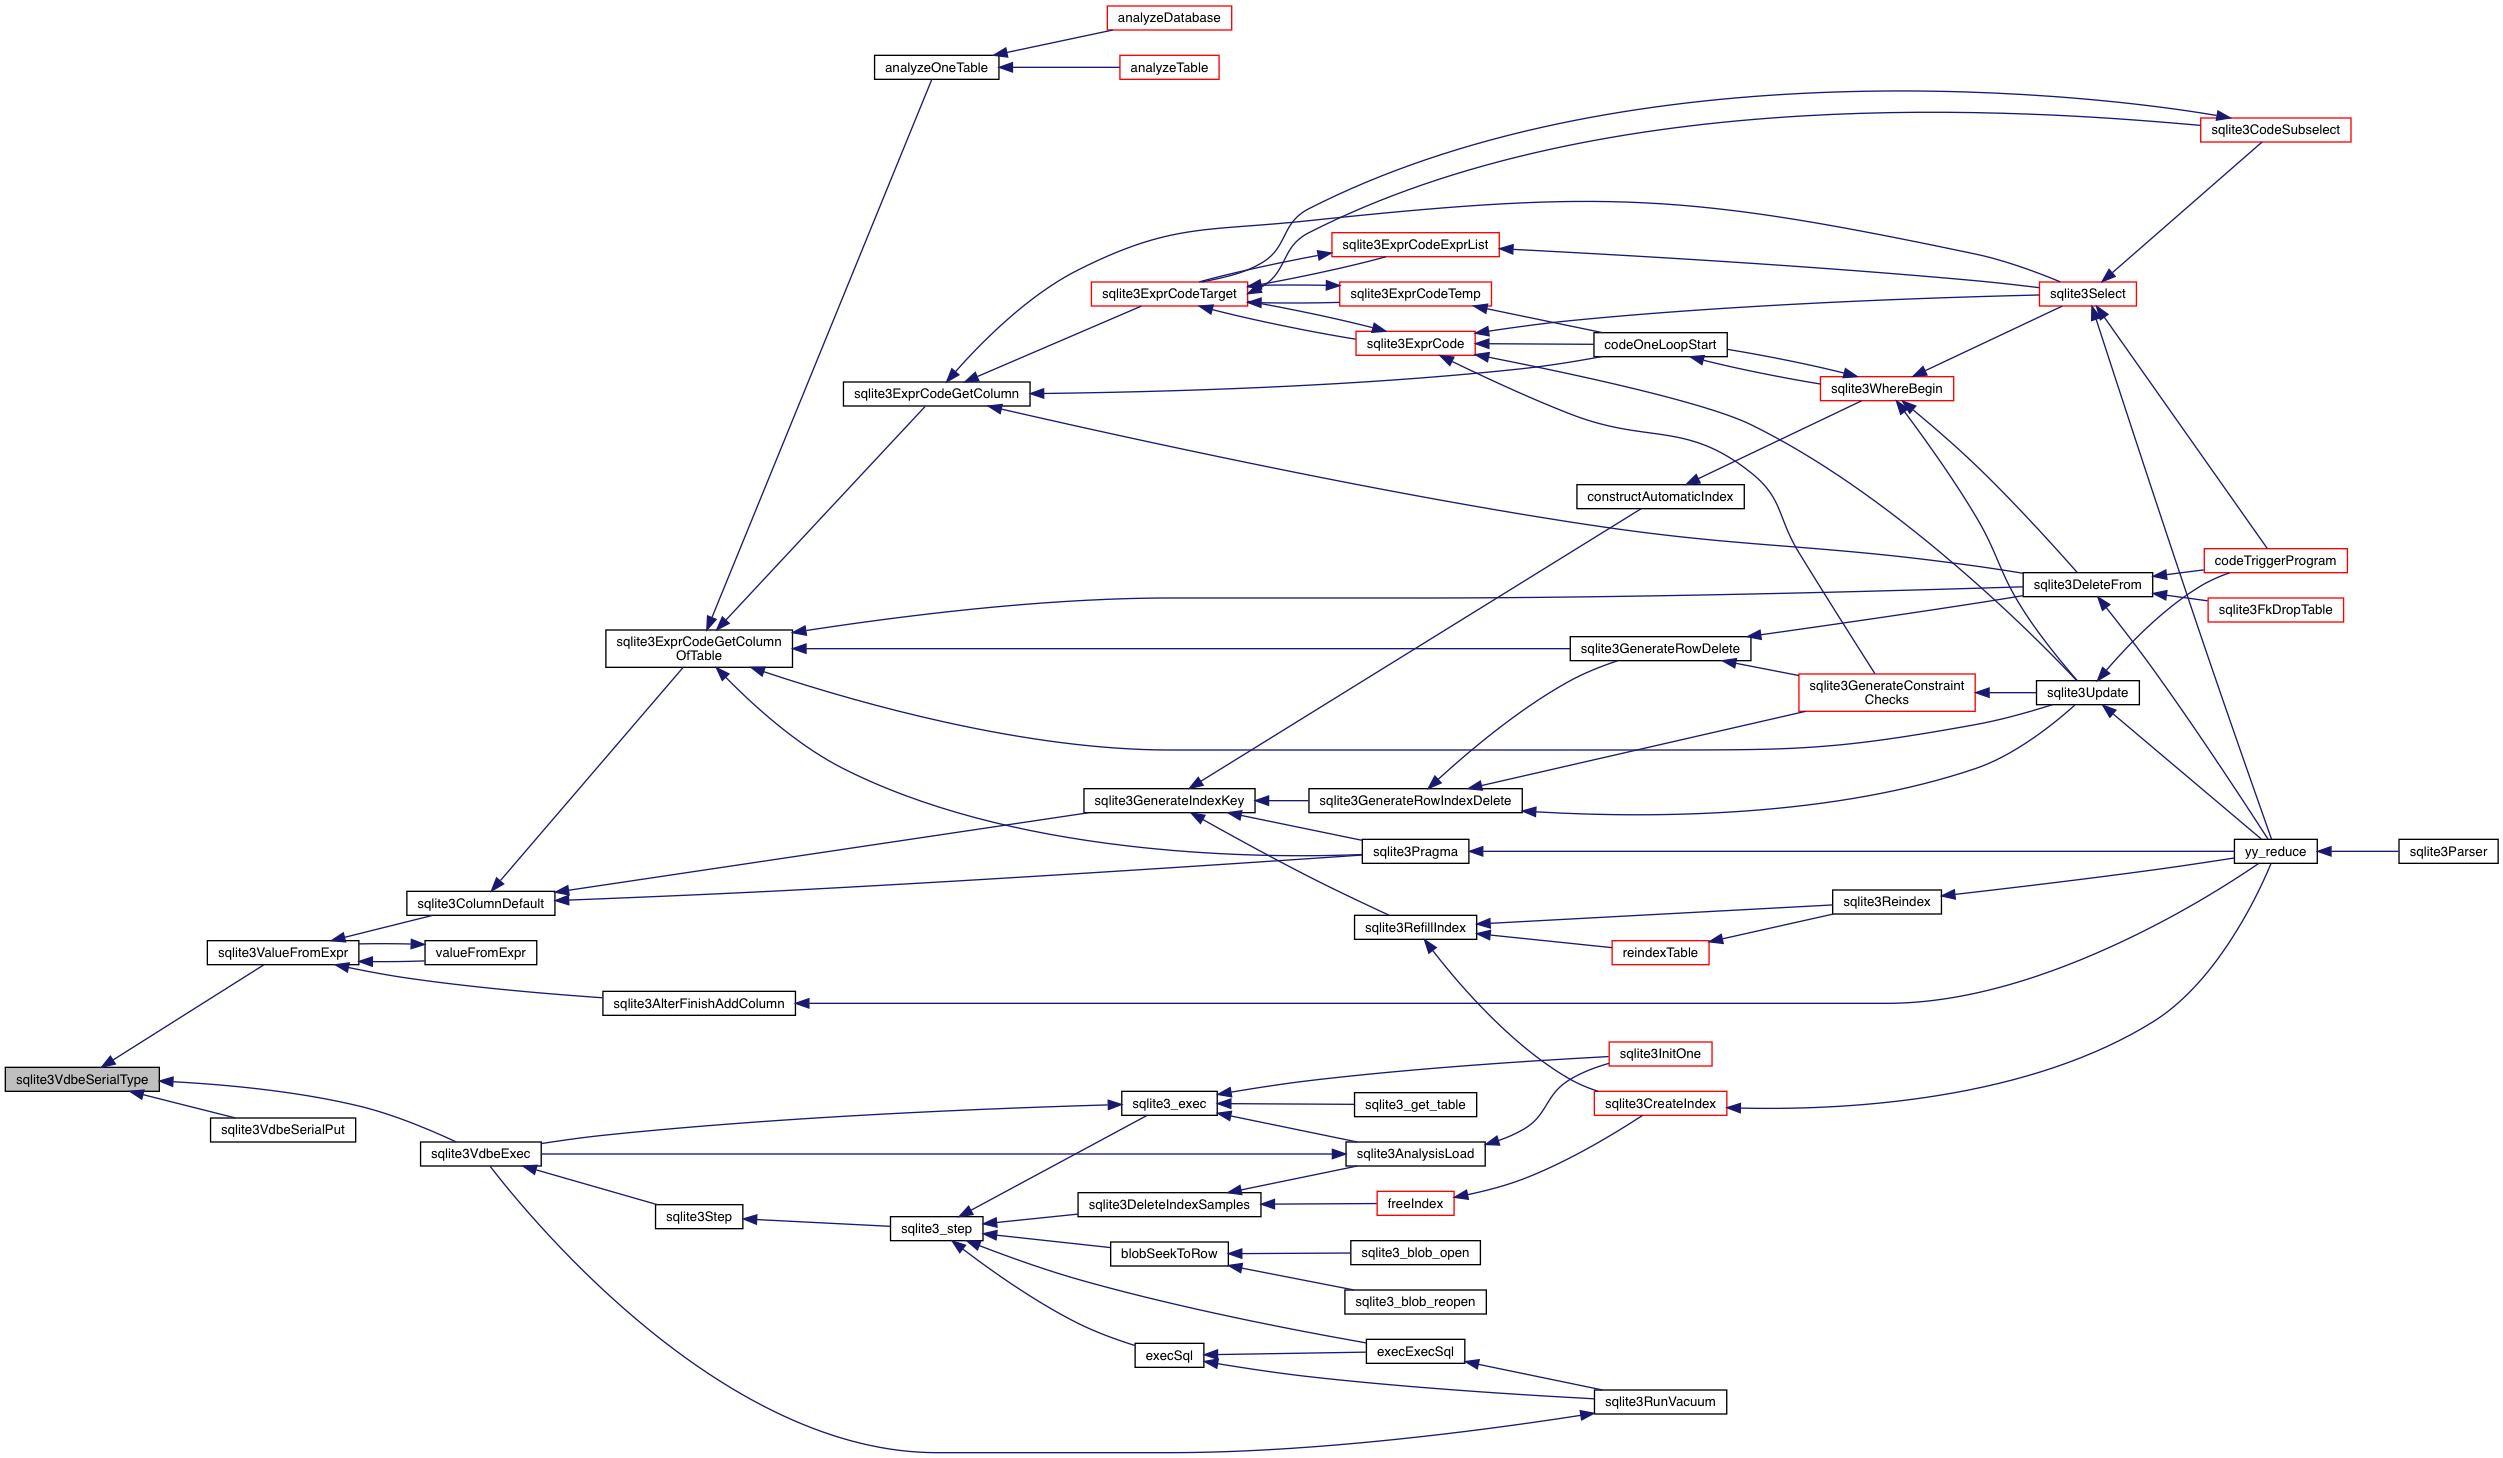 analyzeDatabase
analyzeOneTable
analyzeTable
sqlite3CodeSubselect
sqlite3ExprCodeExprList
sqlite3ExprCodeTarget
sqlite3ExprCodeTemp
sqlite3Select
sqlite3ExprCode
codeOneLoopStart
sqlite3ExprCodeGetColumn
sqlite3WhereBegin
constructAutomaticIndex
codeTriggerProgram
sqlite3DeleteFrom
sqlite3FkDropTable
sqlite3ExprCodeGetColumn
OfTable
sqlite3GenerateRowDelete
sqlite3GenerateConstraint
Checks
sqlite3Update
sqlite3GenerateIndexKey
sqlite3GenerateRowIndexDelete
sqlite3Pragma
yy_reduce
sqlite3Parser
sqlite3ColumnDefault
sqlite3Reindex
sqlite3RefillIndex
sqlite3ValueFromExpr
valueFromExpr
reindexTable
sqlite3AlterFinishAddColumn
sqlite3InitOne
sqlite3VdbeSerialType
sqlite3_exec
sqlite3_get_table
sqlite3CreateIndex
sqlite3VdbeSerialPut
sqlite3VdbeExec
sqlite3AnalysisLoad
sqlite3DeleteIndexSamples
freeIndex
sqlite3Step
sqlite3_step
blobSeekToRow
sqlite3_blob_open
sqlite3_blob_reopen
execSql
execExecSql
sqlite3RunVacuum